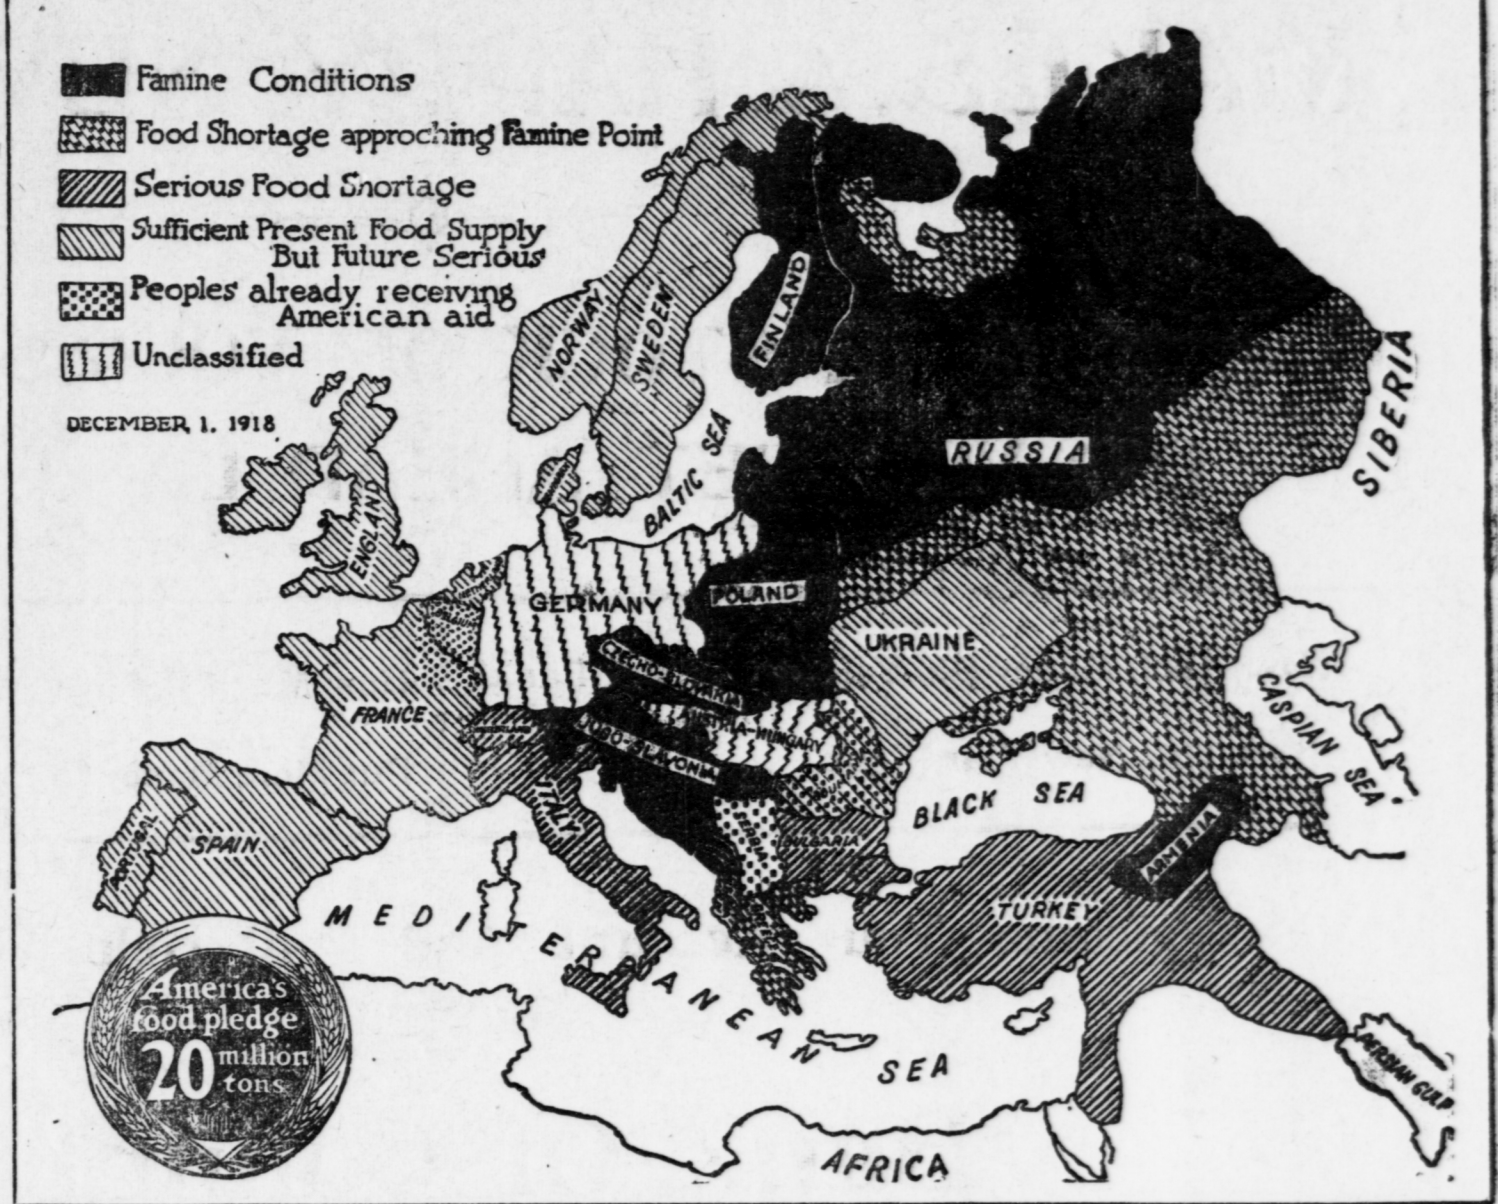 Famine Conditions
Food Shortage approching Famine Point
Serious Food Shortage
Sufficient Present Food Supply
But Future Serious
Peoples already receiving
American aid
Unclassified
DECEMBER 1. 1918
NORWAY
SWEDEN
FINLAND
RUSSIA
SIBERIA
BALTIC SEA
ENGLAND
GERMANY
POLAND
UKRAINE
CZECHO-SLOVAKIA
AUSTRIA-HUNGARY
JUGO-SLAVONIA
FRANCE
ITALY
SERBIA
BULGARIA
BLACK SEA
CASPIAN SEA
ARMENIA
TURKEY
PORTUGAL
SPAIN
MEDITERRANEAN SEA
PERSIAN GULF
AFRICA
America's
food pledge
20 million
tons